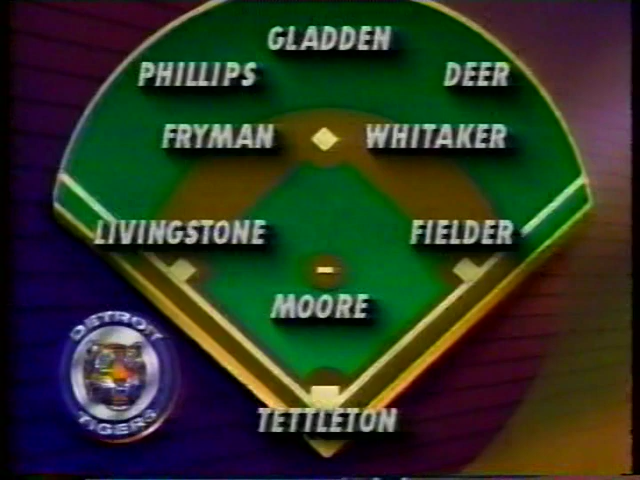 GLADDEN
PHILLIPS
DEER
FRYMAN
WHITAKER
LIVINGSTONE
FIELDER
MOORE
DETROIT
TIGERS
TETTLETON